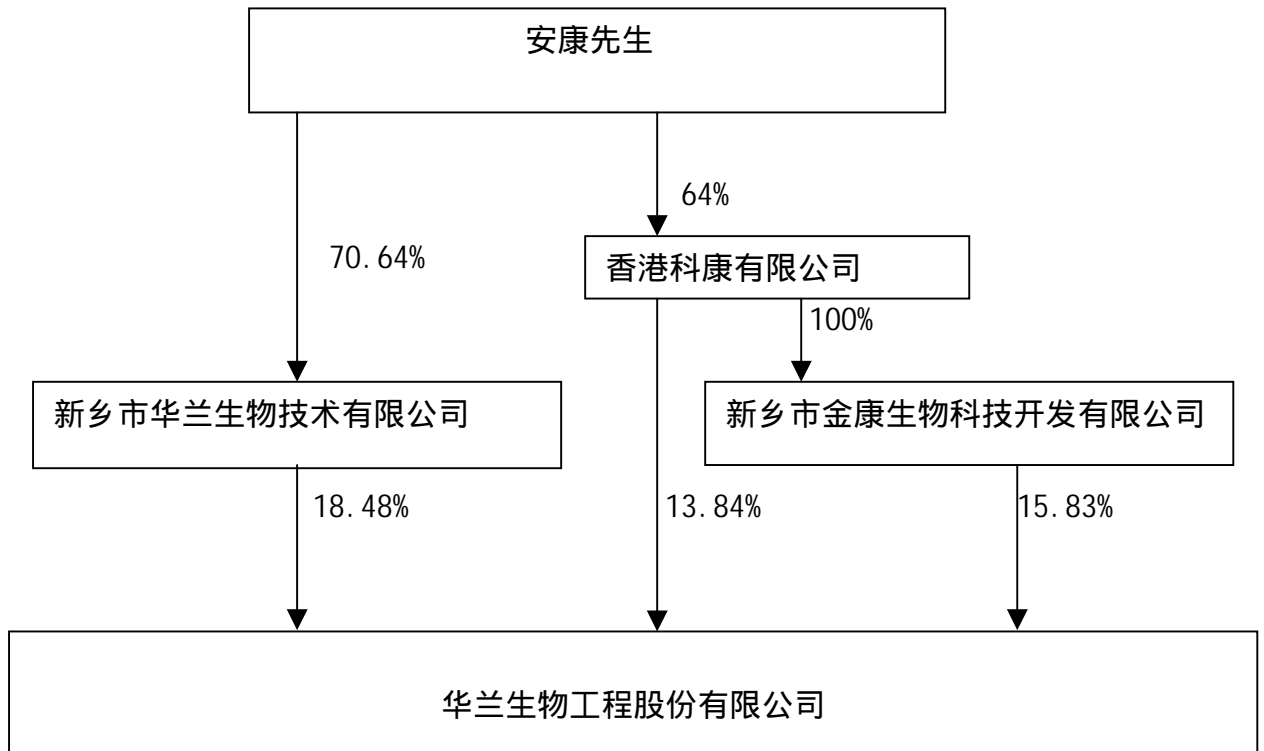 安康先生
64%
70.64%
香港科康有限公司
100%
新乡市华兰生物技术有限公司
新乡市金康生物科技开发有限公司
18.48%
13.84%
15.83%
华兰生物工程股份有限公司